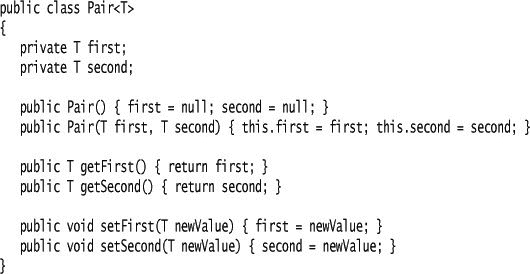 public class Pair<T>
{
   private T first;
   private T second;

   public Pair() { first = null; second = null; }
   public Pair(T first, T second) { this.first = first; this.second = second; }

   public T getFirst() { return first; }
   public T getSecond() { return second; }

   public void setFirst(T newValue) { first = newValue; }
   public void setSecond(T newValue) { second = newValue; }
}